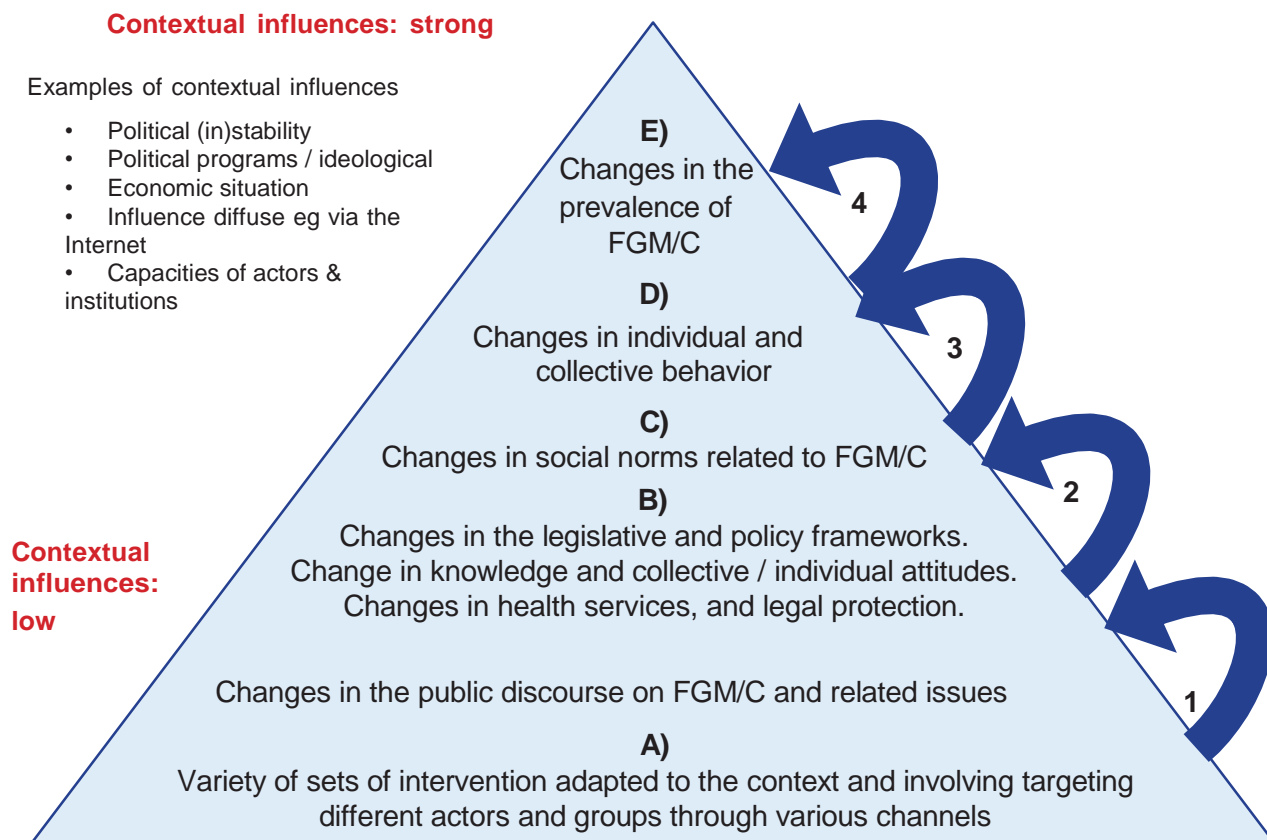 Contextual influences: strong
Examples of contextual influences
• Political (in)stability
• Political programs / ideological
• Economic situation
• Influence diffuse eg via the
Internet
• Capacities of actors &
institutions
Contextual
influences:
low
E)
Changes in the
prevalence of
FGM/C
D)
Changes in individual and
collective behavior
C)
Changes in social norms related to FGM/C
B)
Changes in the legislative and policy frameworks.
Change in knowledge and collective / individual attitudes.
Changes in health services, and legal protection.
Changes in the public discourse on FGM/C and related issues
A)
Variety of sets of intervention adapted to the context and involving targeting
different actors and groups through various channels
4
3
2
1